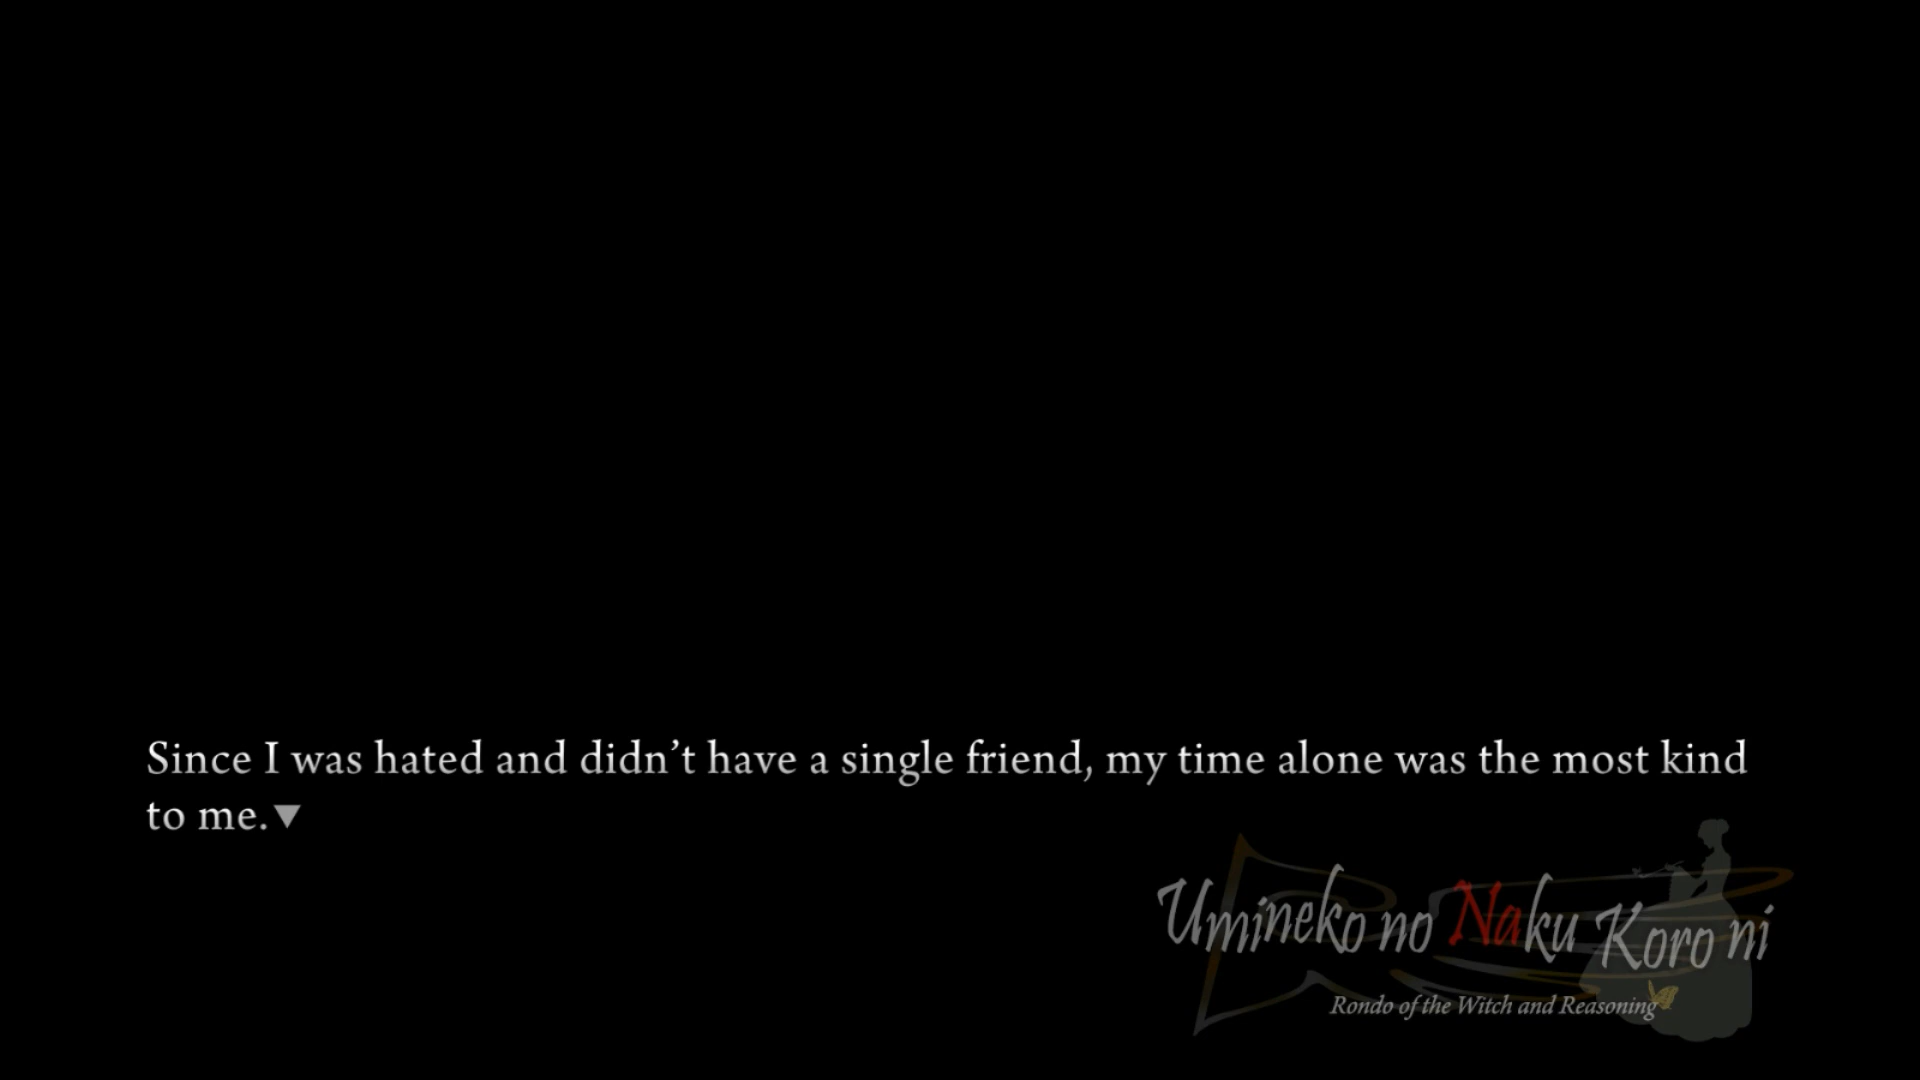 Since I was hated and didn’t have a single friend, my time alone was the most kind
to me.
Umineko no Naku Koro ni
Rondo of the Witch and Reasoning